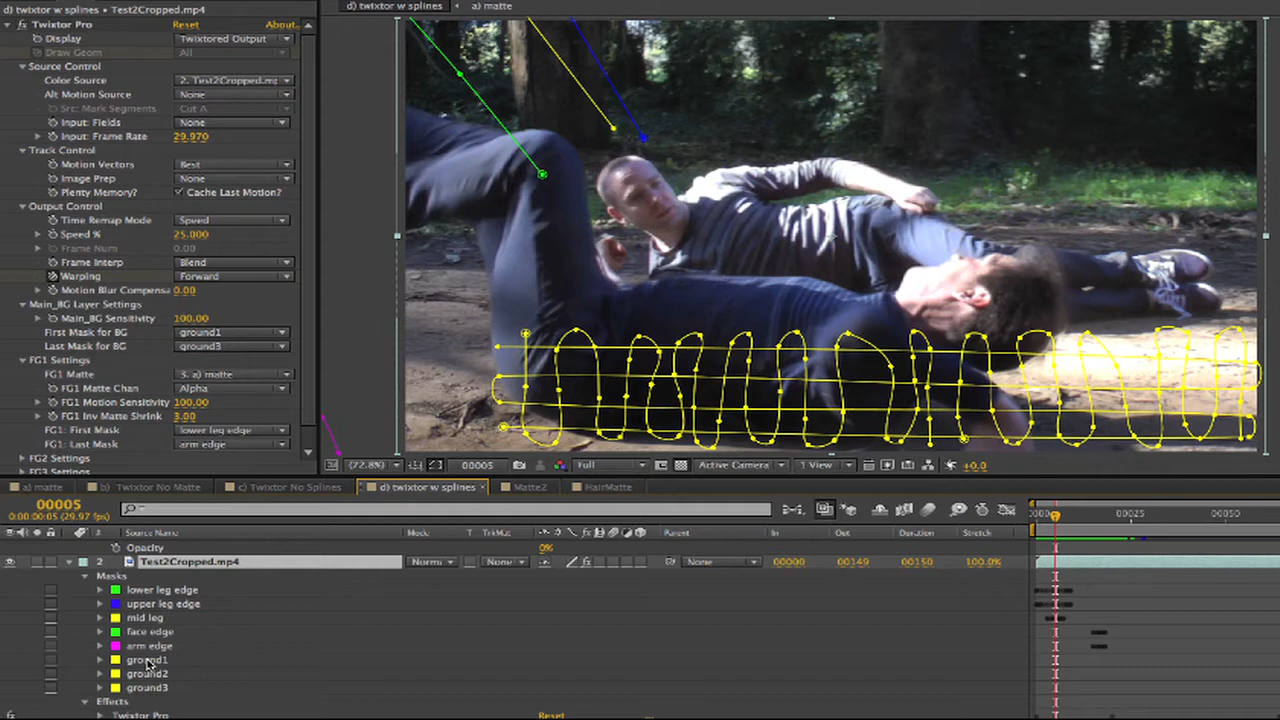 d) twixtor w splines • Test2Cropped.mp4
d) twixtor w splines a) matte
fx Twixtor Pro Reset About...
Display Twixtored Output
Draw Geom All
Source Control
Color Source 2. Test2Cropped.m
Alt Motion Source None
Src: Mark Segments Cut A
Input: Fields None
Input: Frame Rate 29.970
Track Control
Motion Vectors Best
Image Prep None
Plenty Memory? Cache Last Motion?
Output Control
Time Remap Mode Speed
Speed % 25.000
Frame Num 0.00
Frame Interp Blend
Warping Forward
Motion Blur Compensa 0.00
Main_BG Layer Settings
Main_BG Sensitivity 100.00
First Mask for BG ground1
Last Mask for BG ground3
FG1 Settings
FG1 Matte 3. a) matte
FG1 Matte Chan Alpha
FG1 Motion Sensitivity 100.00
FG1 Inv Matte Shrink 3.00
FG1: First Mask lower leg edge
FG1: Last Mask arm edge
FG2 Settings
FG3 Settings
(72.8%) 00005 Full Active Camera 1 View +0.0
a) matte b) Twixtor No Matte c) Twixtor No Splines d) twixtor w splines Matte2 HairMatte
00005
0:00:00:05 (29.97 fps)
00025 00050
# Source Name Mode T TrkMat Parent In Out Duration Stretch
Opacity 0%
2 Test2Cropped.mp4 Norm None None 00000 00149 00150 100.0%
Masks
lower leg edge
upper leg edge
mid leg
face edge
arm edge
ground1
ground2
ground3
Effects
fx Twixtor Pro Reset